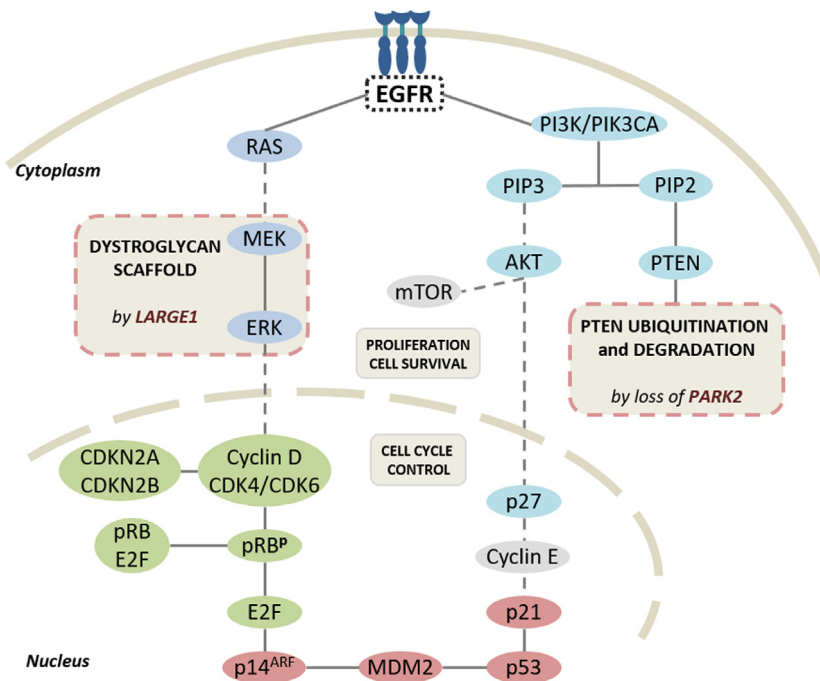 EGFR
RAS
PI3K/PIK3CA
Cytoplasm
PIP3
PIP2
DYSTROGLYCAN
SCAFFOLD
by LARGE1
MEK
ERK
AKT
PTEN
mTOR
PROLIFERATION
CELL SURVIVAL
PTEN UBIQUITINATION
and DEGRADATION
by loss of PARK2
CDKN2A
CDKN2B
Cyclin D
CDK4/CDK6
CELL CYCLE
CONTROL
p27
pRB
E2F
pRBᵖ
Cyclin E
E2F
p21
Nucleus
p14ᴬᴿᶠ
MDM2
p53